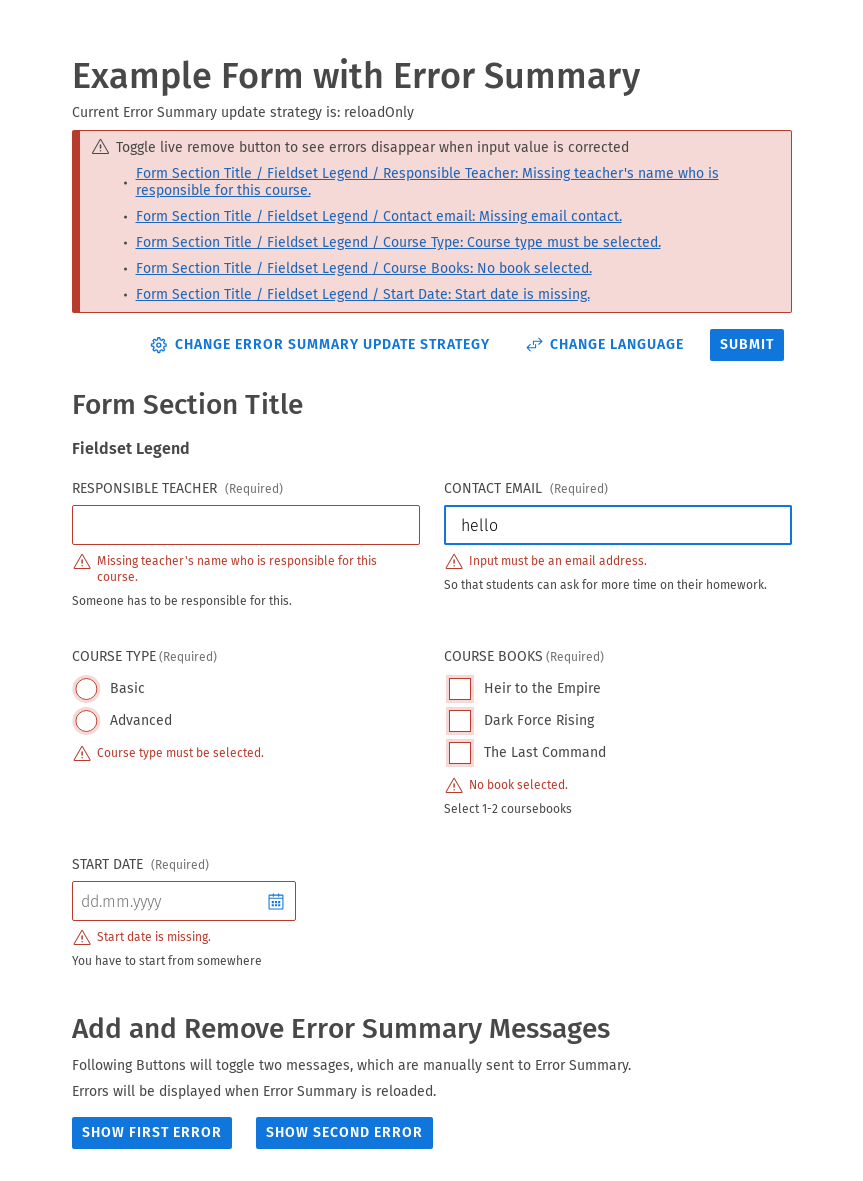 Example Form with Error Summary
Current Error Summary update strategy is: reloadOnly
Toggle live remove button to see errors disappear when input value is corrected
Form Section Title / Fieldset Legend / Responsible Teacher: Missing teacher's name who is
responsible for this course.
Form Section Title / Fieldset Legend / Contact email: Missing email contact.
Form Section Title / Fieldset Legend / Course Type: Course type must be selected.
Form Section Title / Fieldset Legend / Course Books: No book selected.
Form Section Title / Fieldset Legend / Start Date: Start date is missing.
CHANGE ERROR SUMMARY UPDATE STRATEGY CHANGE LANGUAGE SUBMIT
Form Section Title
Fieldset Legend
RESPONSIBLE TEACHER (Required)
Missing teacher's name who is responsible for this
course.
Someone has to be responsible for this.
CONTACT EMAIL (Required)
hello
Input must be an email address.
So that students can ask for more time on their homework.
COURSE TYPE (Required)
Basic
Advanced
Course type must be selected.
COURSE BOOKS (Required)
Heir to the Empire
Dark Force Rising
The Last Command
No book selected.
Select 1-2 coursebooks
START DATE (Required)
dd.mm.yyyy
Start date is missing.
You have to start from somewhere
Add and Remove Error Summary Messages
Following Buttons will toggle two messages, which are manually sent to Error Summary.
Errors will be displayed when Error Summary is reloaded.
SHOW FIRST ERROR SHOW SECOND ERROR